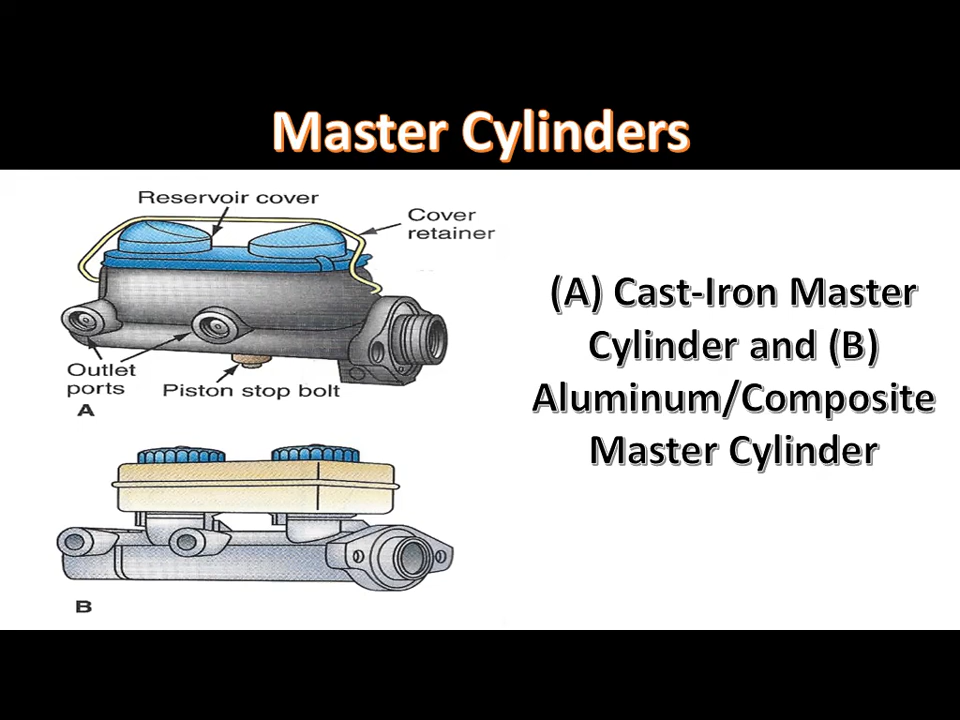 Master Cylinders
Reservoir cover
Cover
retainer
Outlet
ports
Piston stop bolt
A
B
(A) Cast-Iron Master
Cylinder and (B)
Aluminum/Composite
Master Cylinder